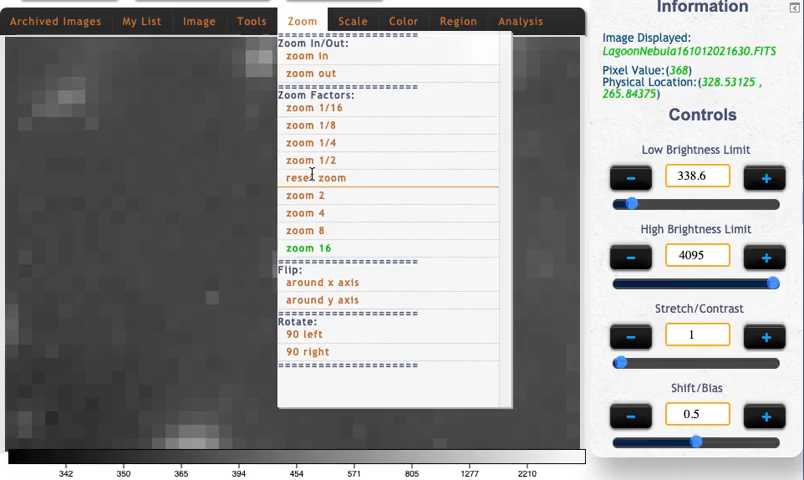 Archived Images My List Image Tools Zoom Scale Color Region Analysis
====================
Zoom In/Out:
zoom in
zoom out
====================
Zoom Factors:
zoom 1/16
zoom 1/8
zoom 1/4
zoom 1/2
reset zoom
zoom 2
zoom 4
zoom 8
zoom 16
====================
Flip:
around x axis
around y axis
====================
Rotate:
90 left
90 right
====================
342 350 365 394 454 571 805 1277 2210
Information
Image Displayed:
LagoonNebula161012021630.FITS
Pixel Value:(368)
Physical Location:(328.53125 ,
265.84375)
Controls
Low Brightness Limit
− 338.6 +
High Brightness Limit
− 4095 +
Stretch/Contrast
− 1 +
Shift/Bias
− 0.5 +